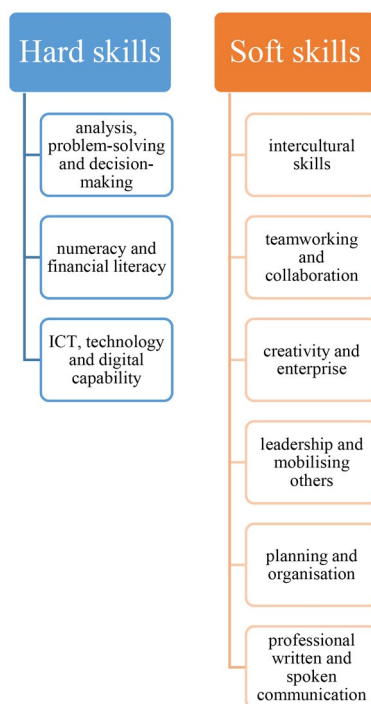 Hard skills
analysis,
problem-solving
and decision-
making
numeracy and
financial literacy
ICT, technology
and digital
capability
Soft skills
intercultural
skills
teamworking
and
collaboration
creativity and
enterprise
leadership and
mobilising
others
planning and
organisation
professional
written and
spoken
communication